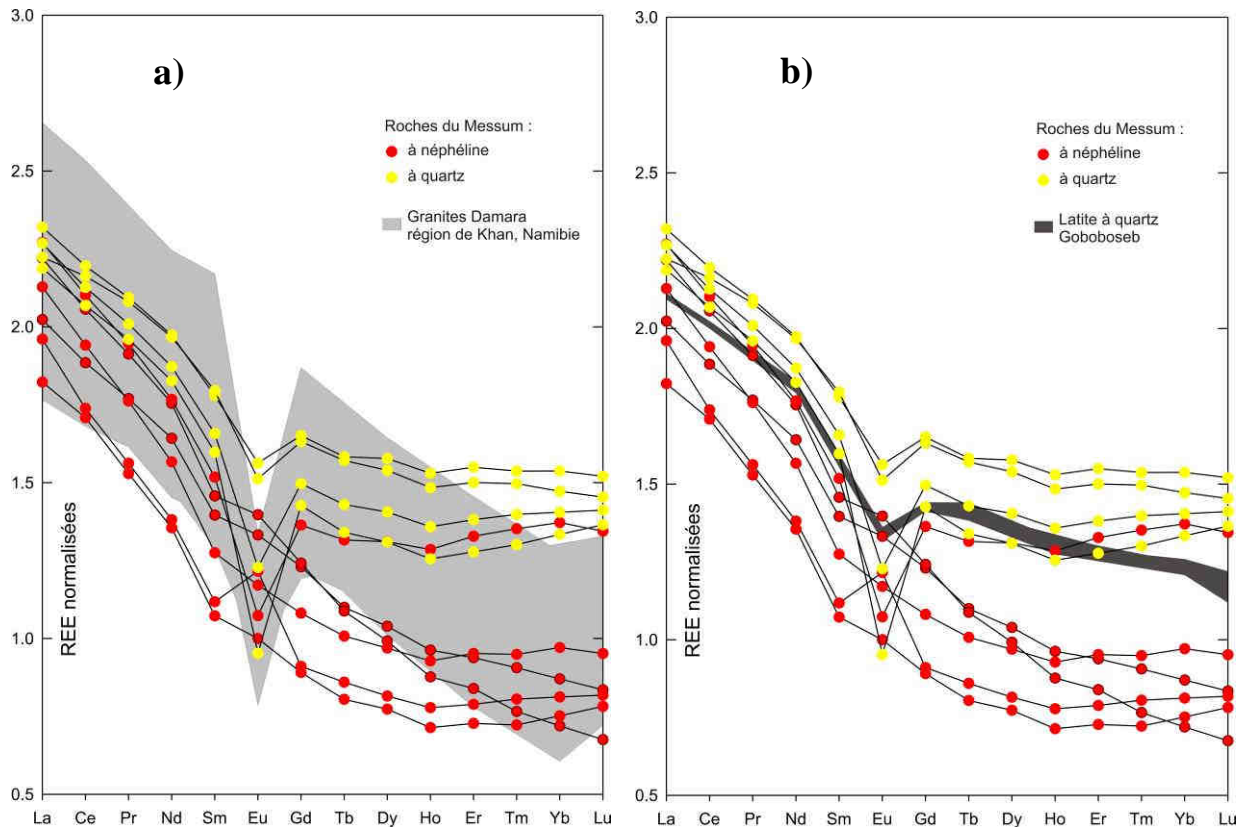 a)
3.0
2.5
2.0
1.5
1.0
0.5
REE normalisées
Roches du Messum :
à néphéline
à quartz
Granites Damara
région de Khan, Namibie
La Ce Pr Nd Sm Eu Gd Tb Dy Ho Er Tm Yb Lu
b)
3.0
2.5
2.0
1.5
1.0
0.5
REE normalisées
Roches du Messum :
à néphéline
à quartz
Latite à quartz
Goboboseb
La Ce Pr Nd Sm Eu Gd Tb Dy Ho Er Tm Yb Lu